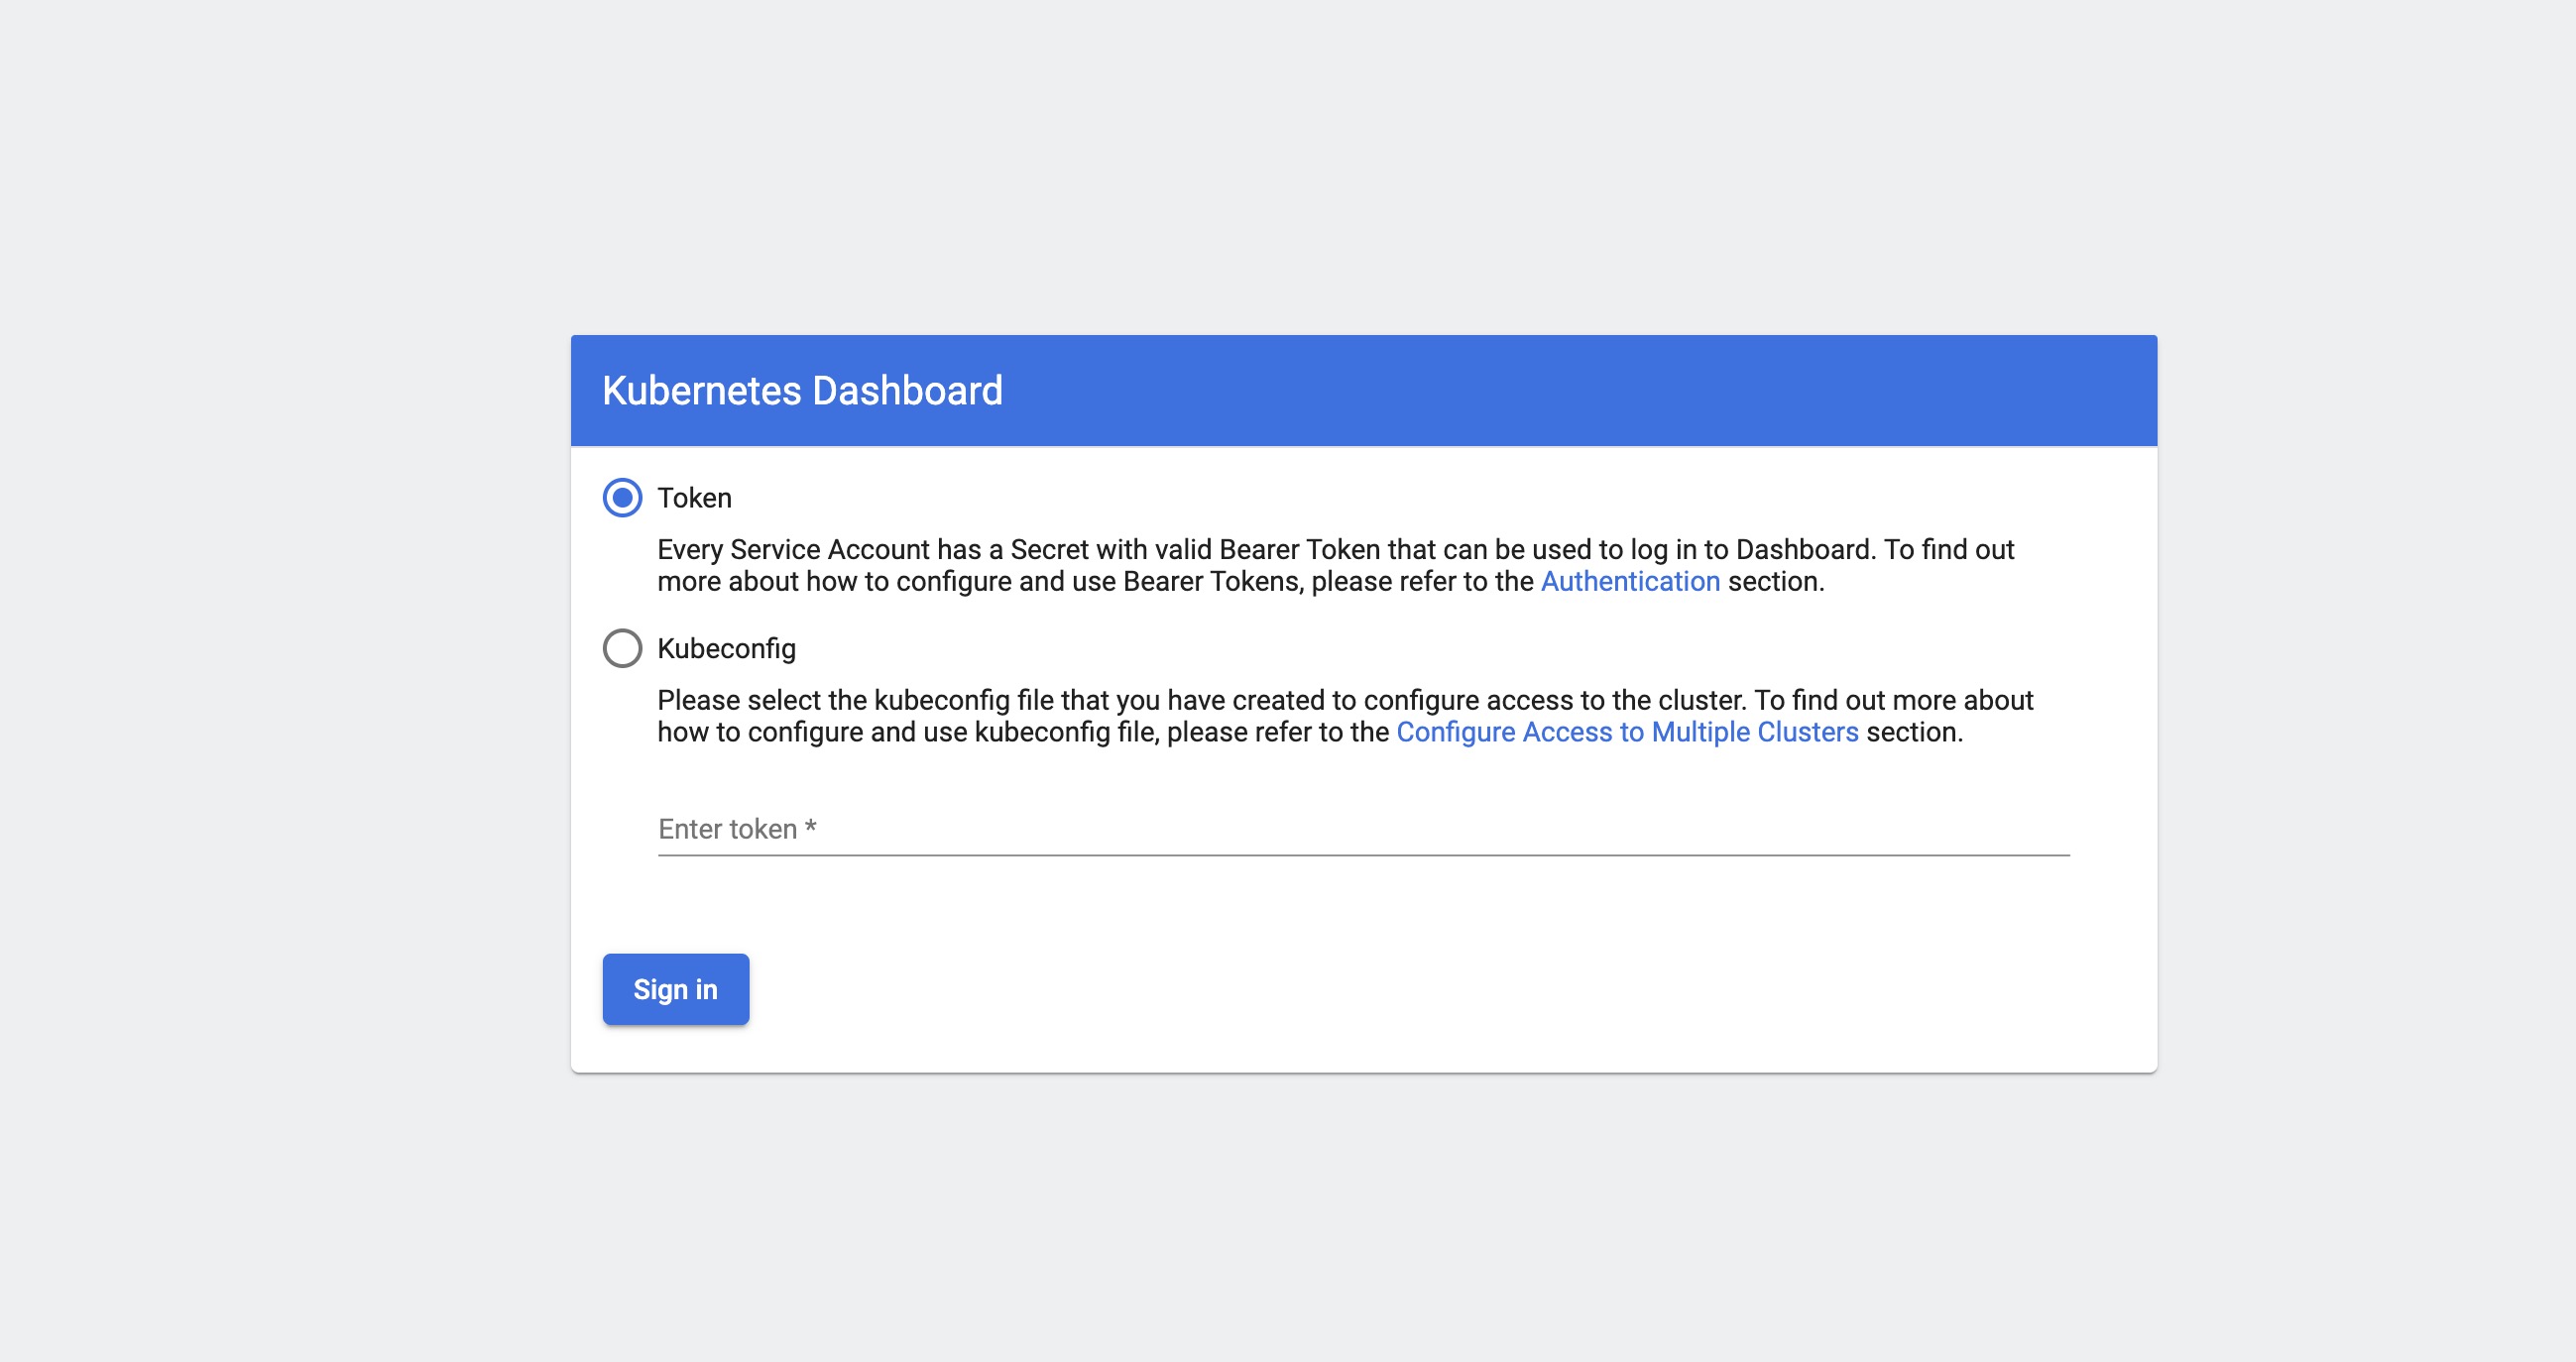 Kubernetes Dashboard
Token
Every Service Account has a Secret with valid Bearer Token that can be used to log in to Dashboard. To find out
more about how to configure and use Bearer Tokens, please refer to the Authentication section.
Kubeconfig
Please select the kubeconfig file that you have created to configure access to the cluster. To find out more about
how to configure and use kubeconfig file, please refer to the Configure Access to Multiple Clusters section.
Enter token *
Sign in